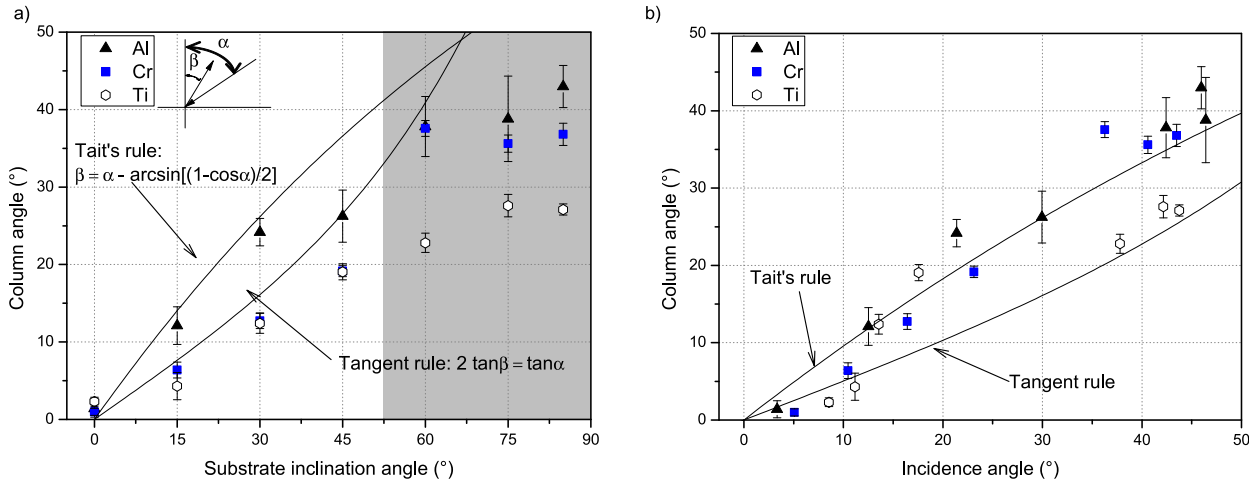 a)
50
40
30
20
10
0
Column angle (°)
Al
Cr
Ti
α
β
Tait's rule:
β = α - arcsin[(1-cosα)/2]
Tangent rule: 2 tanβ = tanα
0 15 30 45 60 75 90
Substrate inclination angle (°)
b)
50
40
30
20
10
0
Column angle (°)
Al
Cr
Ti
Tait's rule
Tangent rule
0 10 20 30 40 50
Incidence angle (°)